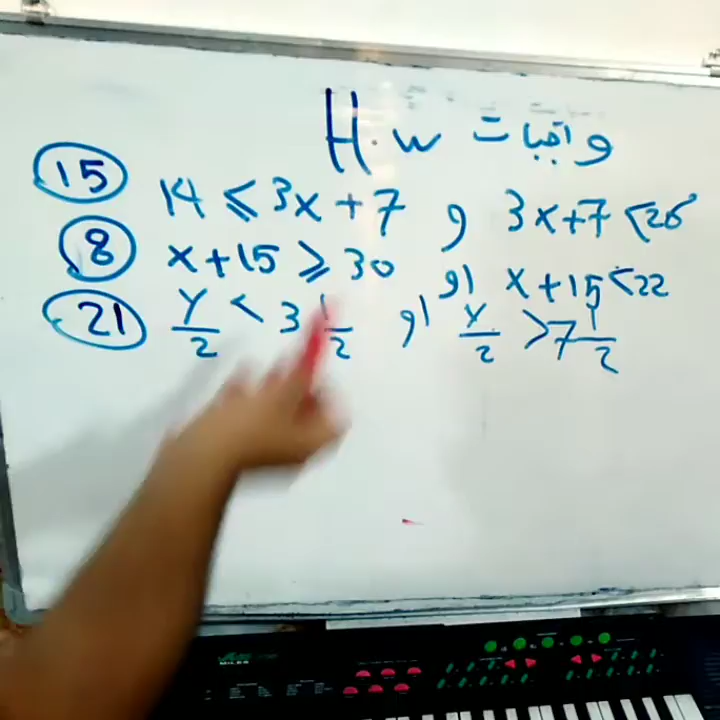 H.W واجبات
15 14 ≤ 3x + 7 و 3x+7 < 26
8 x+15 ≥ 30 او x+15 < 22
21 y/2 < 3 1/2 او y/2 > 7 1/2